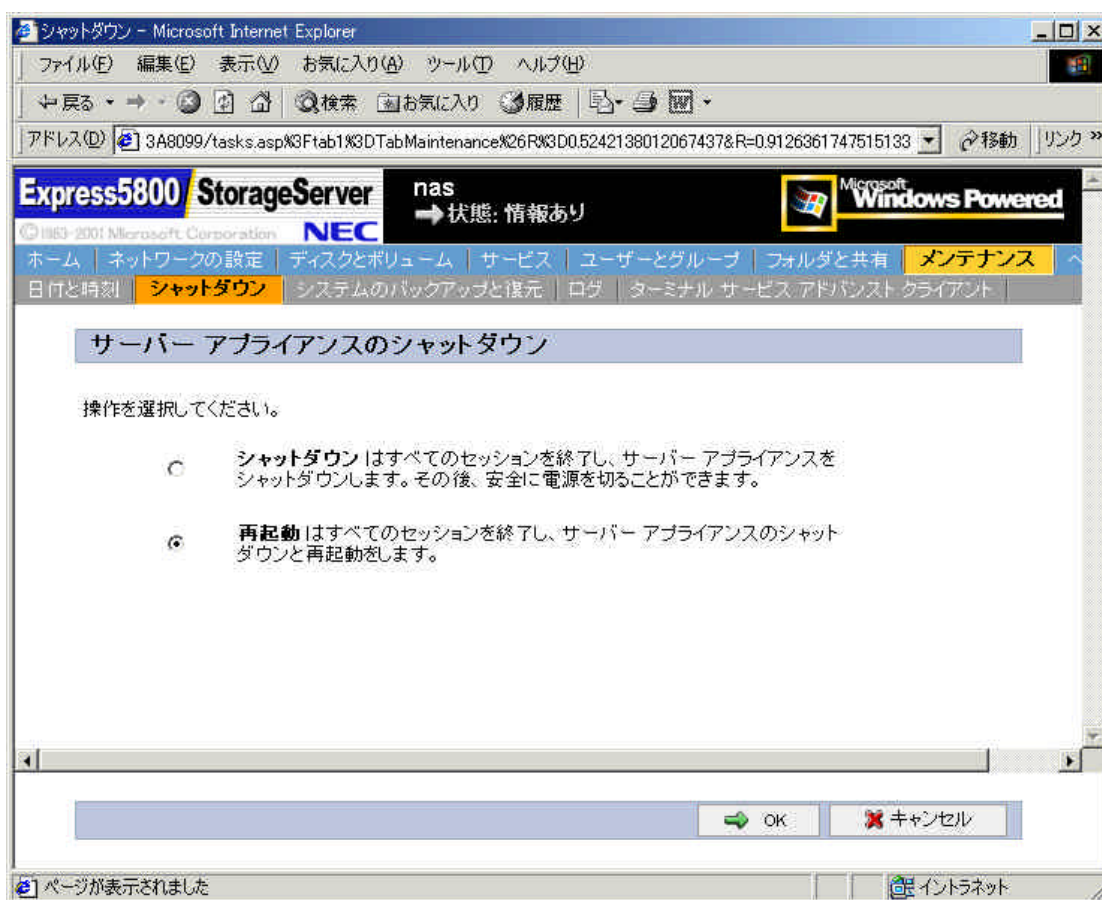 シャットダウン - Microsoft Internet Explorer
ファイル(F) 編集(E) 表示(V) お気に入り(A) ツール(T) ヘルプ(H)
戻る 検索 お気に入り 履歴
アドレス(D) 3A8099/tasks.asp%3Ftab1%3DTabMaintenance%26R%3D0.5242138012067437&R=0.9126361747515133 移動 リンク »
Express5800 StorageServer
nas
状態: 情報あり
Microsoft
Windows Powered
©1983-2001 Microsoft Corporation NEC
ホーム ネットワークの設定 ディスクとボリューム サービス ユーザーとグループ フォルダと共有 メンテナンス ヘ
日付と時刻 シャットダウン システムのバックアップと復元 ログ ターミナル サービス アドバンスト クライアント
サーバー アプライアンスのシャットダウン
操作を選択してください。
シャットダウン はすべてのセッションを終了し、サーバー アプライアンスを
シャットダウンします。その後、安全に電源を切ることができます。
再起動 はすべてのセッションを終了し、サーバー アプライアンスのシャット
ダウンと再起動をします。
OK キャンセル
ページが表示されました イントラネット